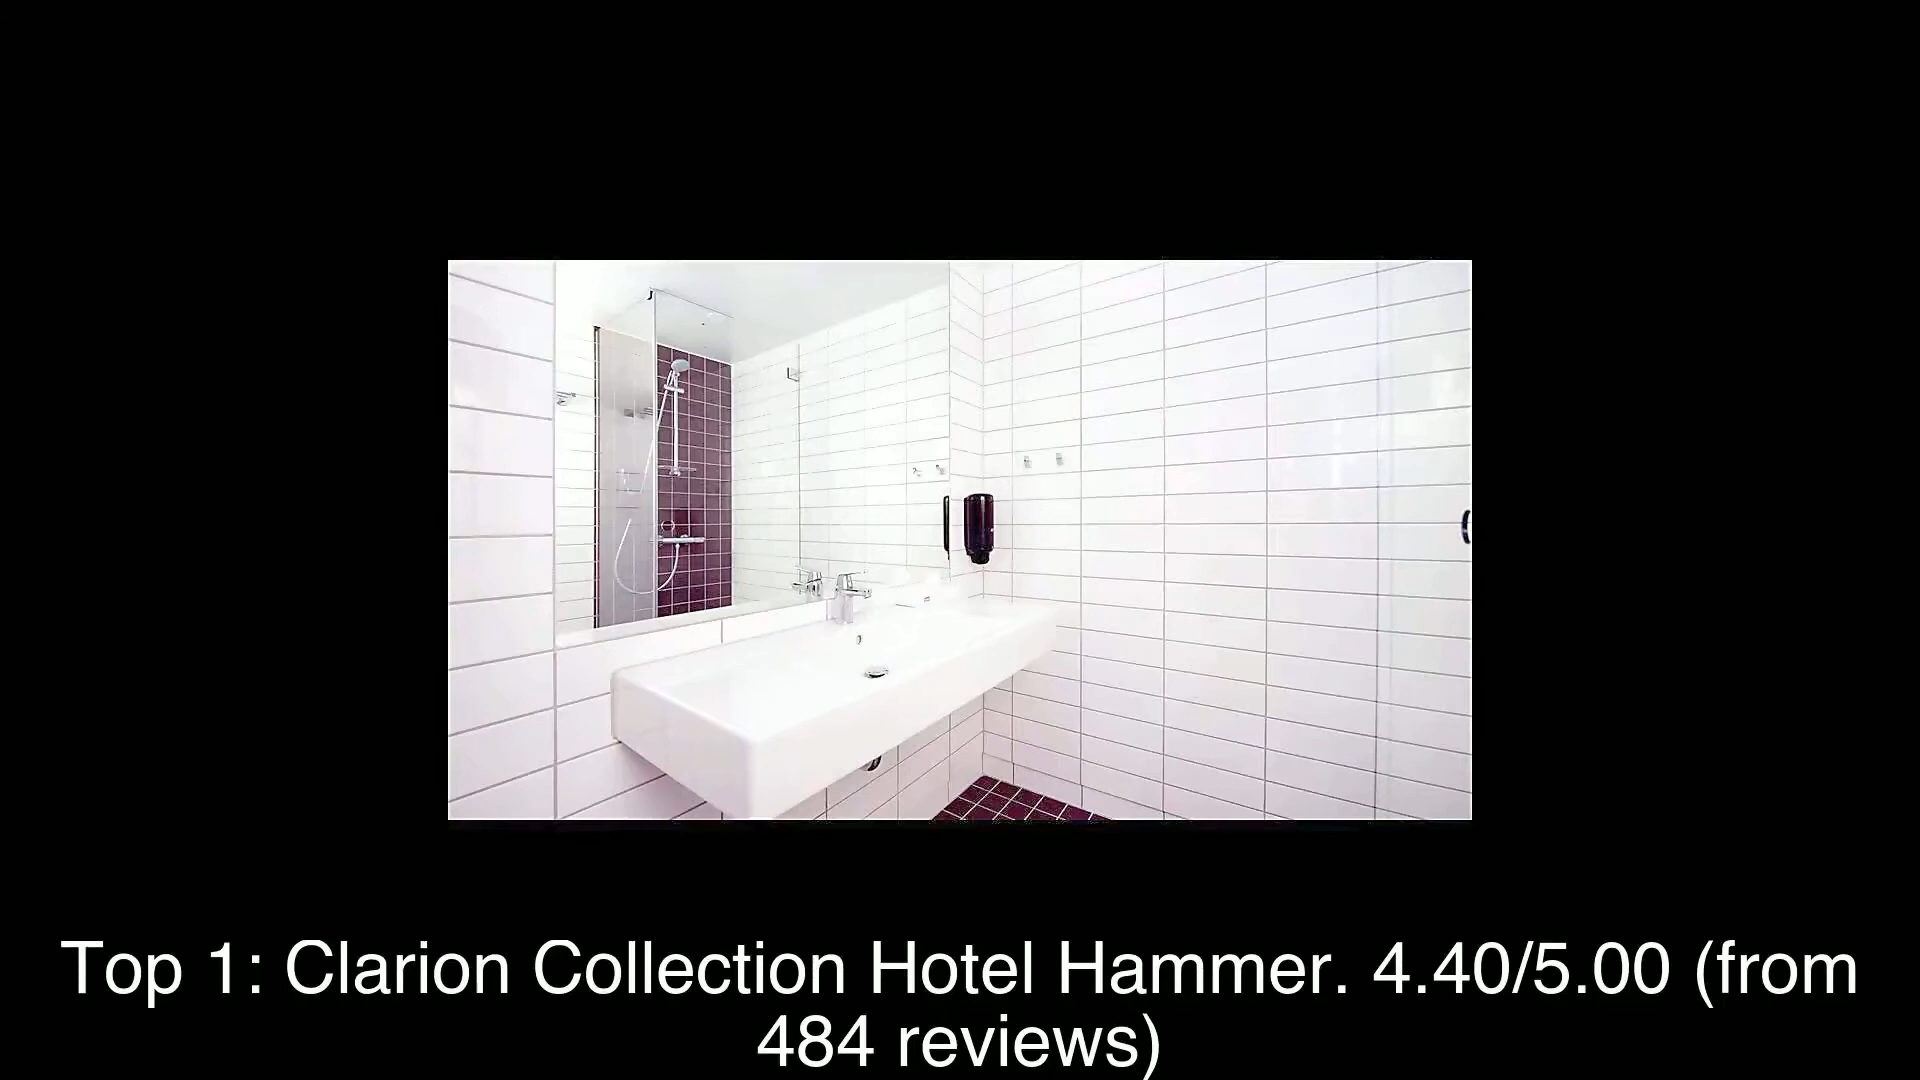 Top 1: Clarion Collection Hotel Hammer. 4.40/5.00 (from
484 reviews)